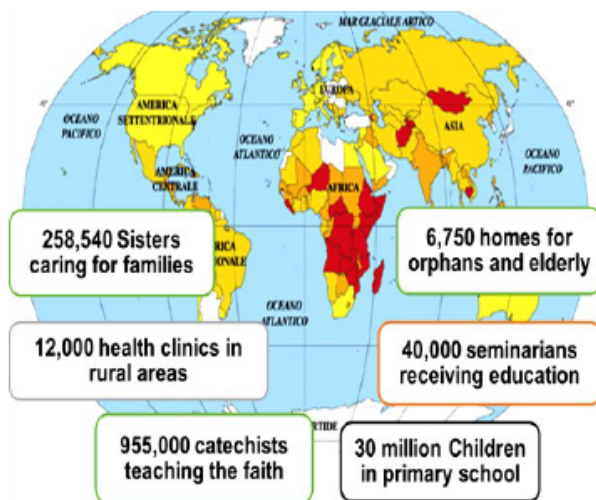 MAR GLACIALE ARTICO
EUROPA
AMERICA
SETTENTRIONALE
ASIA
OCEANO
PACIFICO
OCEANO
ATLANTICO
OCEANO
PACIFICO
AMERICA
CENTRALE
AFRICA
258,540 Sisters
caring for families
6,750 homes for
orphans and elderly
OCEANO
ATLANTICO
OCEANO
INDIANO
12,000 health clinics in
rural areas
40,000 seminarians
receiving education
955,000 catechists
teaching the faith
30 million Children
in primary school